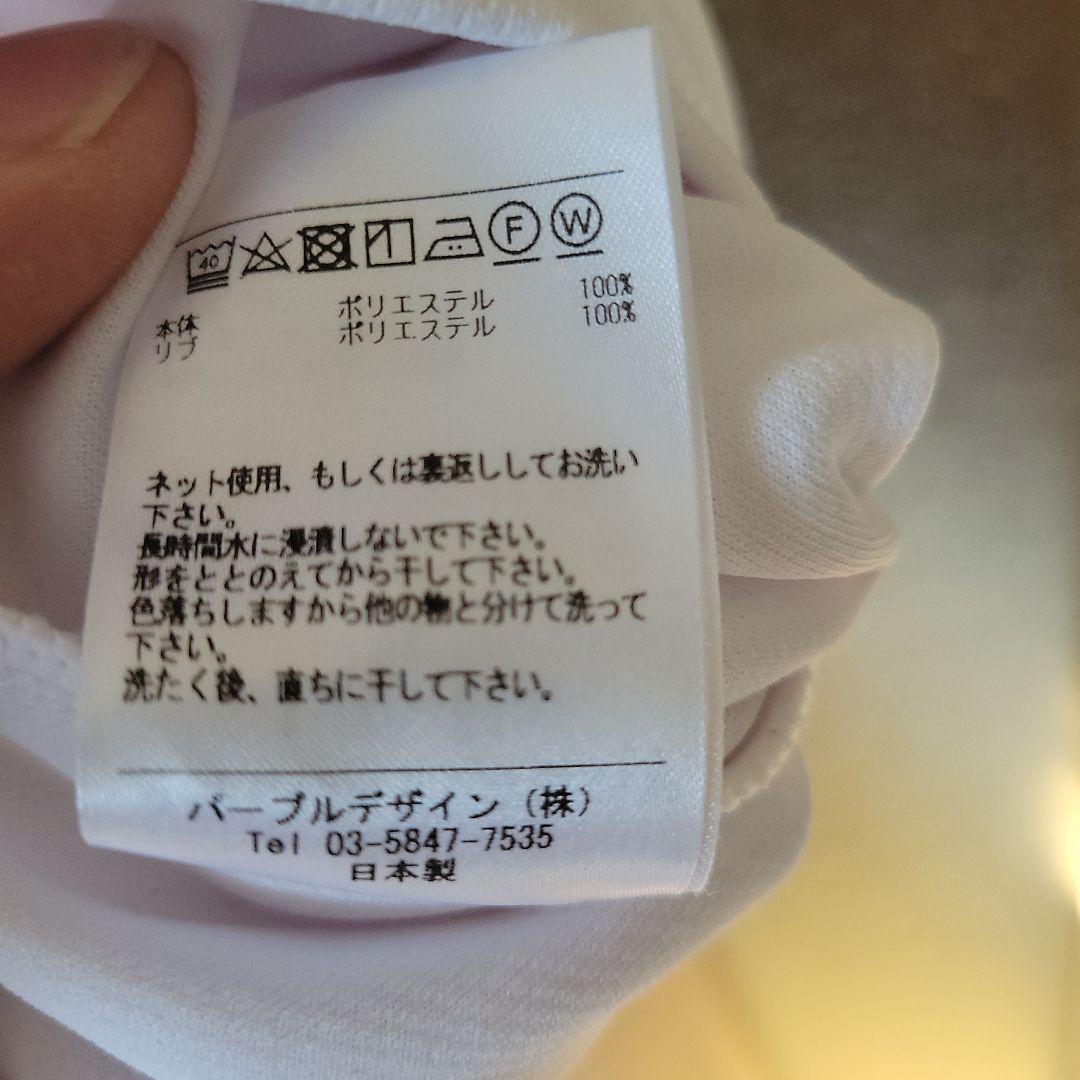 40 F W
本体 ポリエステル 100%
リブ ポリエステル 100%
ネット使用、もしくは裏返ししてお洗い
下さい。
長時間水に浸漬しないで下さい。
形をととのえてから干して下さい。
色落ちしますから他の物と分けて洗って
下さい。
洗たく後、直ちに干して下さい。
パープルデザイン（株）
Tel 03-5847-7535
日本製